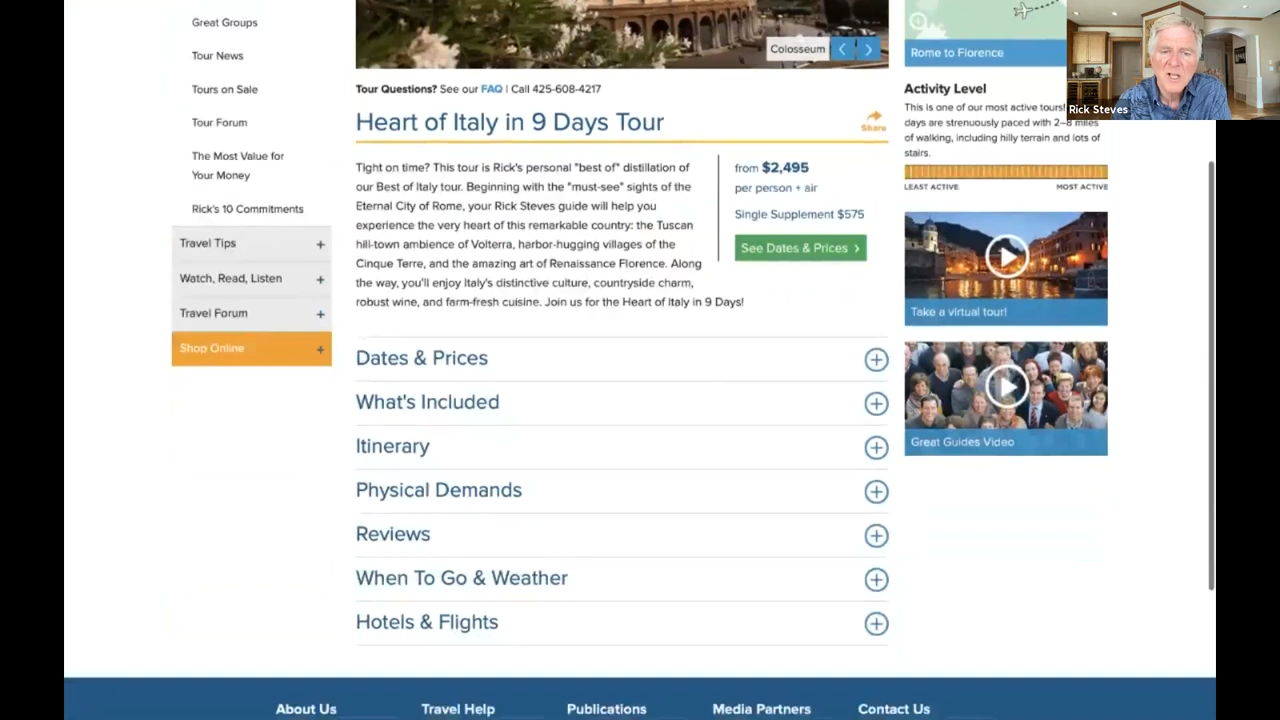 Great Groups
Tour News
Tours on Sale
Tour Forum
The Most Value for
Your Money
Rick's 10 Commitments
Travel Tips +
Watch, Read, Listen +
Travel Forum +
Shop Online +
Colosseum
Tour Questions? See our FAQ | Call 425-608-4217
Heart of Italy in 9 Days Tour
Share
Tight on time? This tour is Rick's personal "best of" distillation of
our Best of Italy tour. Beginning with the "must-see" sights of the
Eternal City of Rome, your Rick Steves guide will help you
experience the very heart of this remarkable country: the Tuscan
hill-town ambience of Volterra, harbor-hugging villages of the
Cinque Terre, and the amazing art of Renaissance Florence. Along
the way, you'll enjoy Italy's distinctive culture, countryside charm,
robust wine, and farm-fresh cuisine. Join us for the Heart of Italy in 9 Days!
from $2,495
per person + air
Single Supplement $575
See Dates & Prices
Dates & Prices
What's Included
Itinerary
Physical Demands
Reviews
When To Go & Weather
Hotels & Flights
Rome to Florence
Rick Steves
Activity Level
This is one of our most active tours!
days are strenuously paced with 2–8 miles
of walking, including hilly terrain and lots of
stairs.
LEAST ACTIVE MOST ACTIVE
Take a virtual tour!
Great Guides Video
About Us Travel Help Publications Media Partners Contact Us